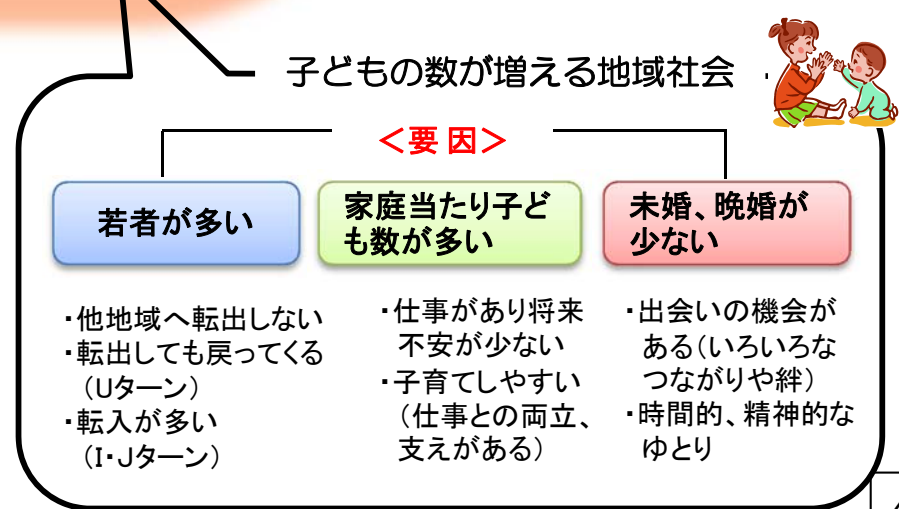 子どもの数が増える地域社会
＜要 因＞
若者が多い
家庭当たり子ど
も数が多い
未婚、晩婚が
少ない
・他地域へ転出しない
・転出しても戻ってくる
（Uターン）
・転入が多い
（I・Jターン）
・仕事があり将来
不安が少ない
・子育てしやすい
（仕事との両立、
支えがある）
・出会いの機会が
ある（いろいろな
つながりや絆）
・時間的、精神的な
ゆとり